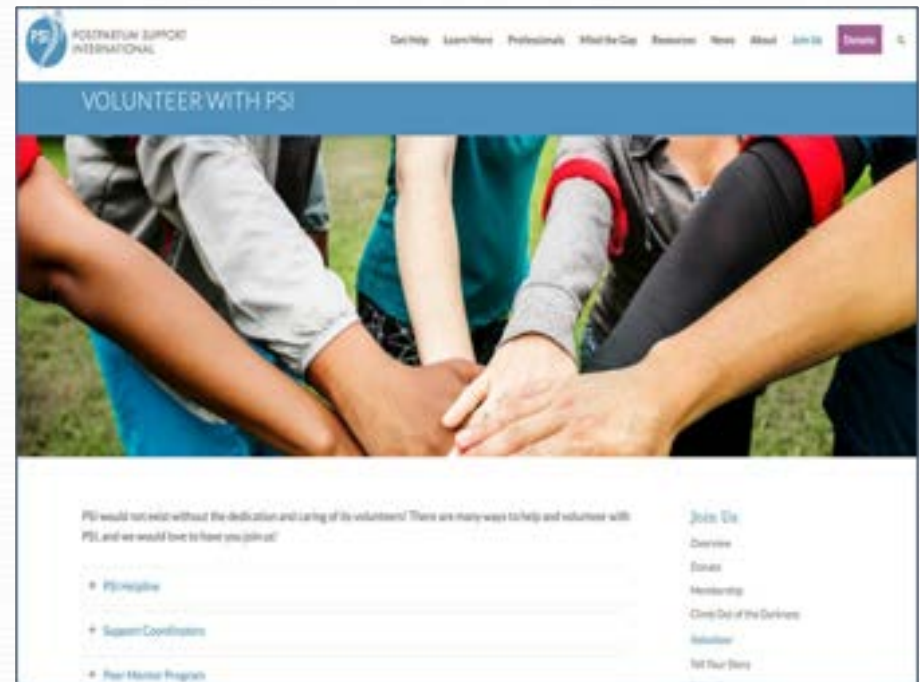 PSI
POSTPARTUM SUPPORT
INTERNATIONAL
Get Help Learn More Professionals Mind the Gap Resources News About Join Us Donate
VOLUNTEER WITH PSI
PSI would not exist without the dedication and caring of its volunteers! There are many ways to help and volunteer with
PSI, and we would love to have you join us!
+ PSI Helpline
+ Support Coordinators
+ Peer Mentor Program
Join Us
Overview
Donate
Membership
Climb Out of the Darkness
Volunteer
Tell Your Story